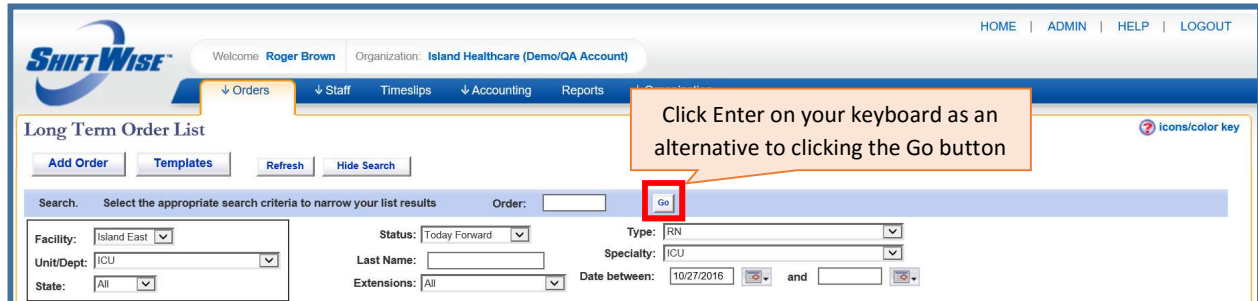 HOME | ADMIN | HELP | LOGOUT
SHIFTWISE™
Welcome Roger Brown Organization: Island Healthcare (Demo/QA Account)
↓ Orders ↓ Staff Timeslips ↓ Accounting Reports
Click Enter on your keyboard as an
alternative to clicking the Go button
Long Term Order List
icons/color key
Add Order Templates Refresh Hide Search
Search. Select the appropriate search criteria to narrow your list results Order: Go
Facility: Island East Status: Today Forward Type: RN
Unit/Dept: ICU Last Name: Specialty: ICU
State: All Extensions: All Date between: 10/27/2016 and